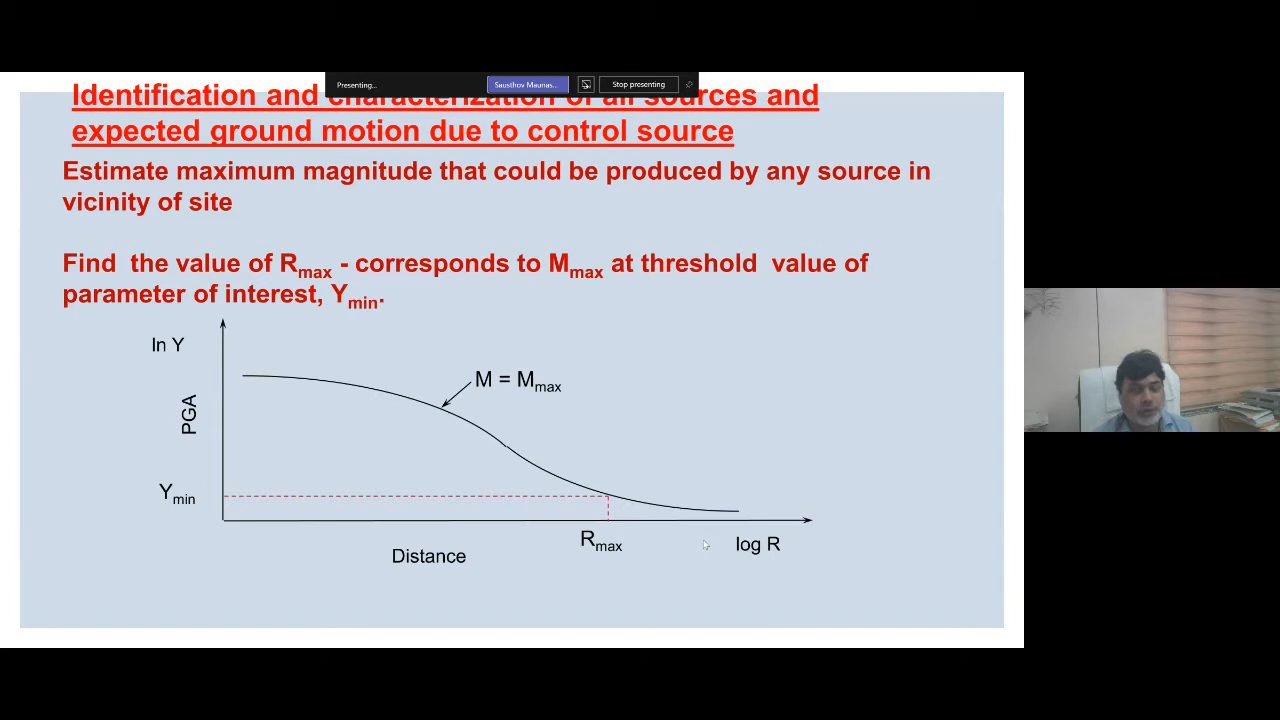 Presenting...
Sausthov Maunas...
Stop presenting
Identification and characterization of all sources and
expected ground motion due to control source
Estimate maximum magnitude that could be produced by any source in
vicinity of site
Find the value of Rmax - corresponds to Mmax at threshold value of
parameter of interest, Ymin.
ln Y
M = Mmax
PGA
Ymin
Rmax
log R
Distance